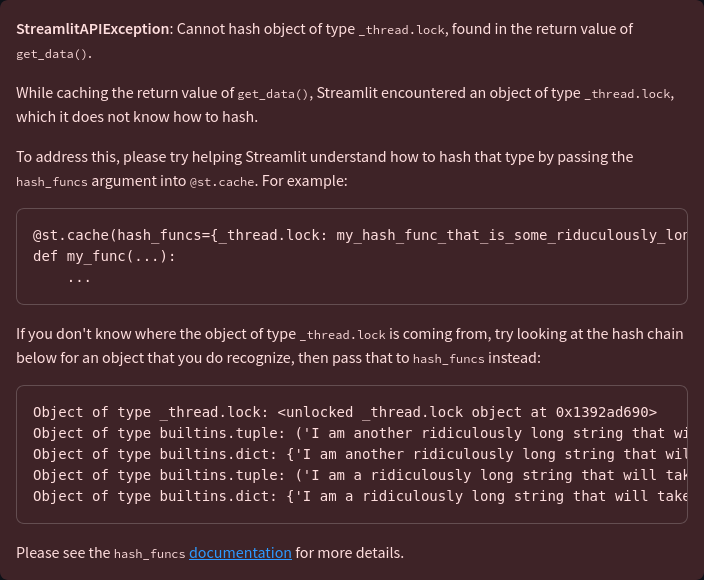 StreamlitAPIException: Cannot hash object of type _thread.lock, found in the return value of
get_data().
While caching the return value of get_data(), Streamlit encountered an object of type _thread.lock,
which it does not know how to hash.
To address this, please try helping Streamlit understand how to hash that type by passing the
hash_funcs argument into @st.cache. For example:
@st.cache(hash_funcs={_thread.lock: my_hash_func_that_is_some_riduculously_lon
def my_func(...):
    ...
If you don't know where the object of type _thread.lock is coming from, try looking at the hash chain
below for an object that you do recognize, then pass that to hash_funcs instead:
Object of type _thread.lock: <unlocked _thread.lock object at 0x1392ad690>
Object of type builtins.tuple: ('I am another ridiculously long string that wi
Object of type builtins.dict: {'I am another ridiculously long string that wil
Object of type builtins.tuple: ('I am a ridiculously long string that will tak
Object of type builtins.dict: {'I am a ridiculously long string that will take
Please see the hash_funcs documentation for more details.